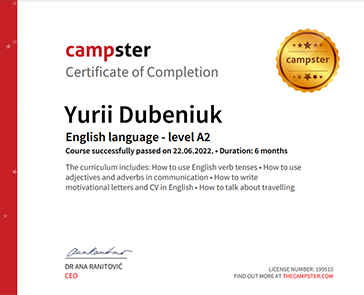 campster
Certificate of Completion
campster
Yurii Dubeniuk
English language - level A2
Course successfully passed on 22.06.2022. • Duration: 6 months
The curriculum includes: How to use English verb tenses • How to use
adjectives and adverbs in communication • How to write
motivational letters and CV in English • How to talk about travelling
DR ANA RANITOVIĆ
CEO
LICENSE NUMBER: 199510
FIND OUT MORE AT THECAMPSTER.COM